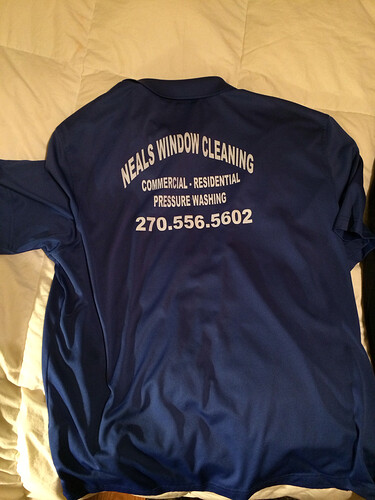 NEALS WINDOW CLEANING
COMMERCIAL - RESIDENTIAL
PRESSURE WASHING
270.556.5602